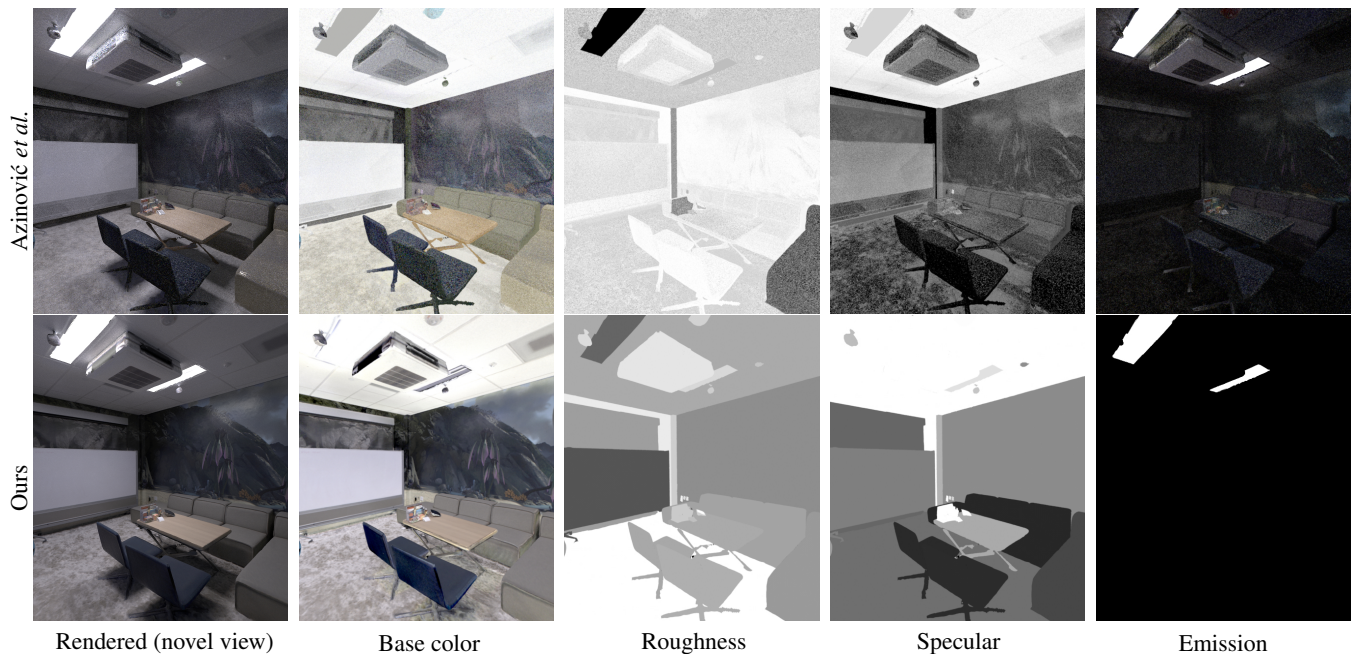 Azinović et al.
Ours
Rendered (novel view)
Base color
Roughness
Specular
Emission